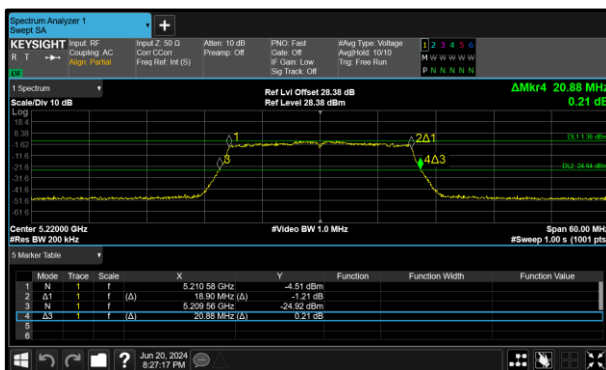 Spectrum Analyzer 1
Swept SA
+
KEYSIGHT Input: RF Input Z: 50 Ω Atten: 10 dB PNO: Fast #Avg Type: Voltage 1 2 3 4 5 6
R T Coupling: AC Corr CCorr Preamp: Off Gate: Off Avg|Hold: 10/10 M W W W W W
Align: Partial Freq Ref: Int (S) IF Gain: Low Trig: Free Run
Sig Track: Off P N N N N N
1 Spectrum Ref Lvl Offset 28.38 dB ΔMkr4 20.88 MHz
Scale/Div 10 dB Ref Level 28.38 dBm 0.21 dB
Log
18.4
8.38
-1.62
-11.6
-21.6
-31.6
-41.6
-51.6
-61.6
1 2Δ1
3 4Δ3
Center 5.22000 GHz #Video BW 1.0 MHz Span 60.00 MHz
#Res BW 200 kHz #Sweep 1.00 s (1001 pts)
5 Marker Table
Mode Trace Scale X Y Function Function Width Function Value
1 N 1 f 5.210 58 GHz -4.51 dBm
2 Δ1 1 f (Δ) 18.90 MHz (Δ) -1.21 dB
3 N 1 f 5.209 56 GHz -24.92 dBm
4 Δ3 1 f (Δ) 20.88 MHz (Δ) 0.21 dB
5
6
? Jun 20, 2024
8:27:17 PM